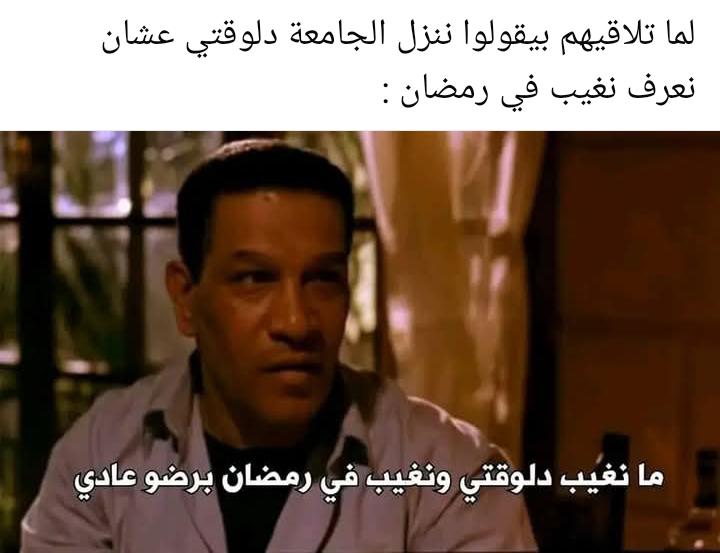 لما تلاقيهم بيقولوا ننزل الجامعة دلوقتي عشان
نعرف نغيب في رمضان :
ما نغيب دلوقتي ونغيب في رمضان برضو عادي